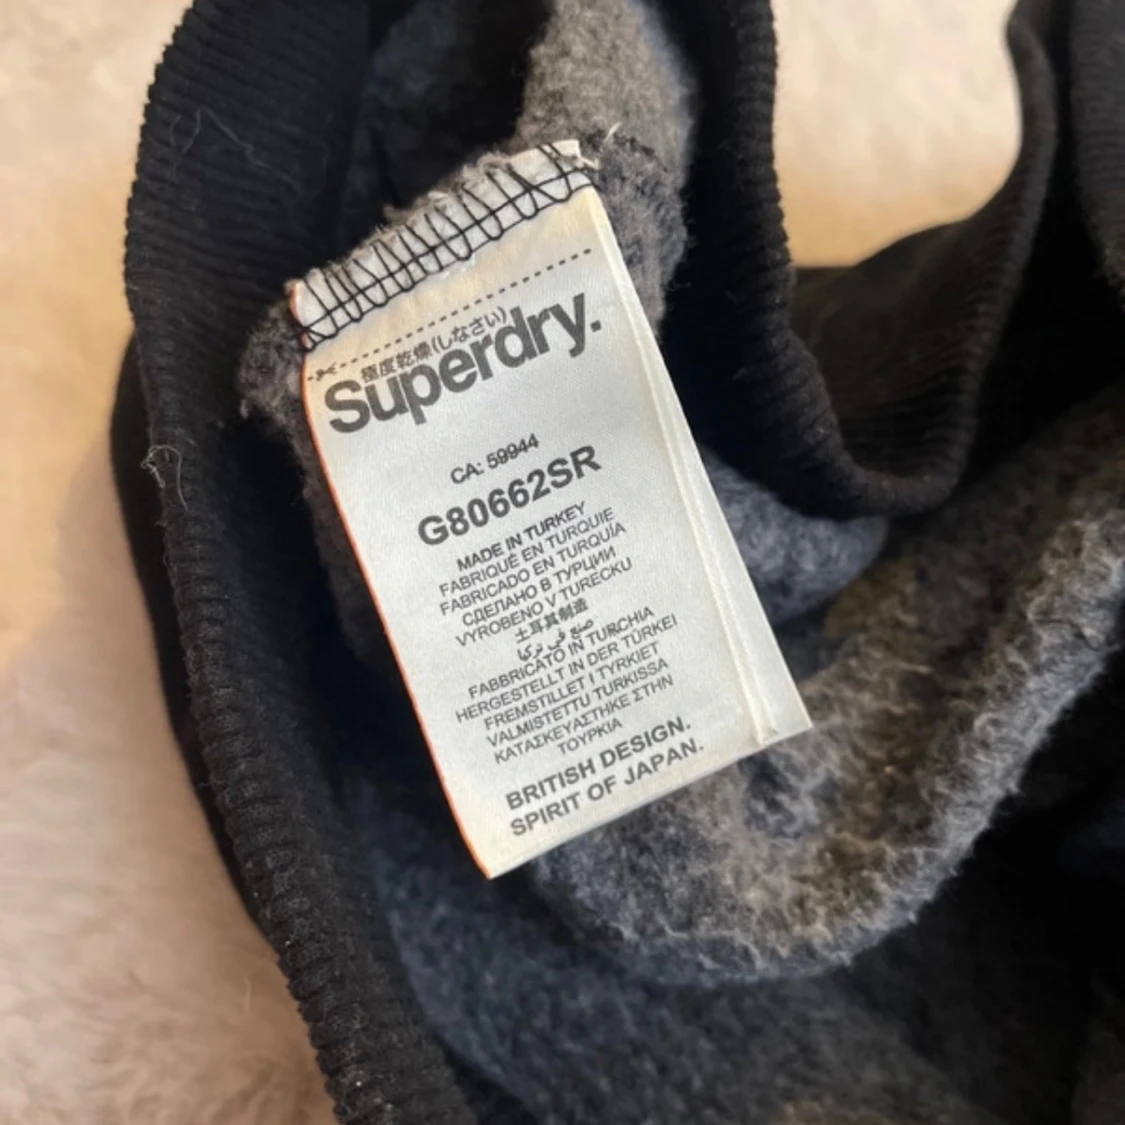 極度乾燥(しなさい)
Superdry.
CA: 59944
G80662SR
MADE IN TURKEY
FABRIQUÉ EN TURQUIE
FABRICADO EN TURQUÍA
СДЕЛАНО В ТУРЦИИ
VYROBENO V TURECKU
土耳其制造
صنع في تركيا
FABBRICATO IN TURCHIA
HERGESTELLT IN DER TÜRKEI
FREMSTILLET I TYRKIET
VALMISTETTU TURKISSA
ΚΑΤΑΣΚΕΥΑΣΤΗΚΕ ΣΤΗΝ
ΤΟΥΡΚΙΑ
BRITISH DESIGN.
SPIRIT OF JAPAN.